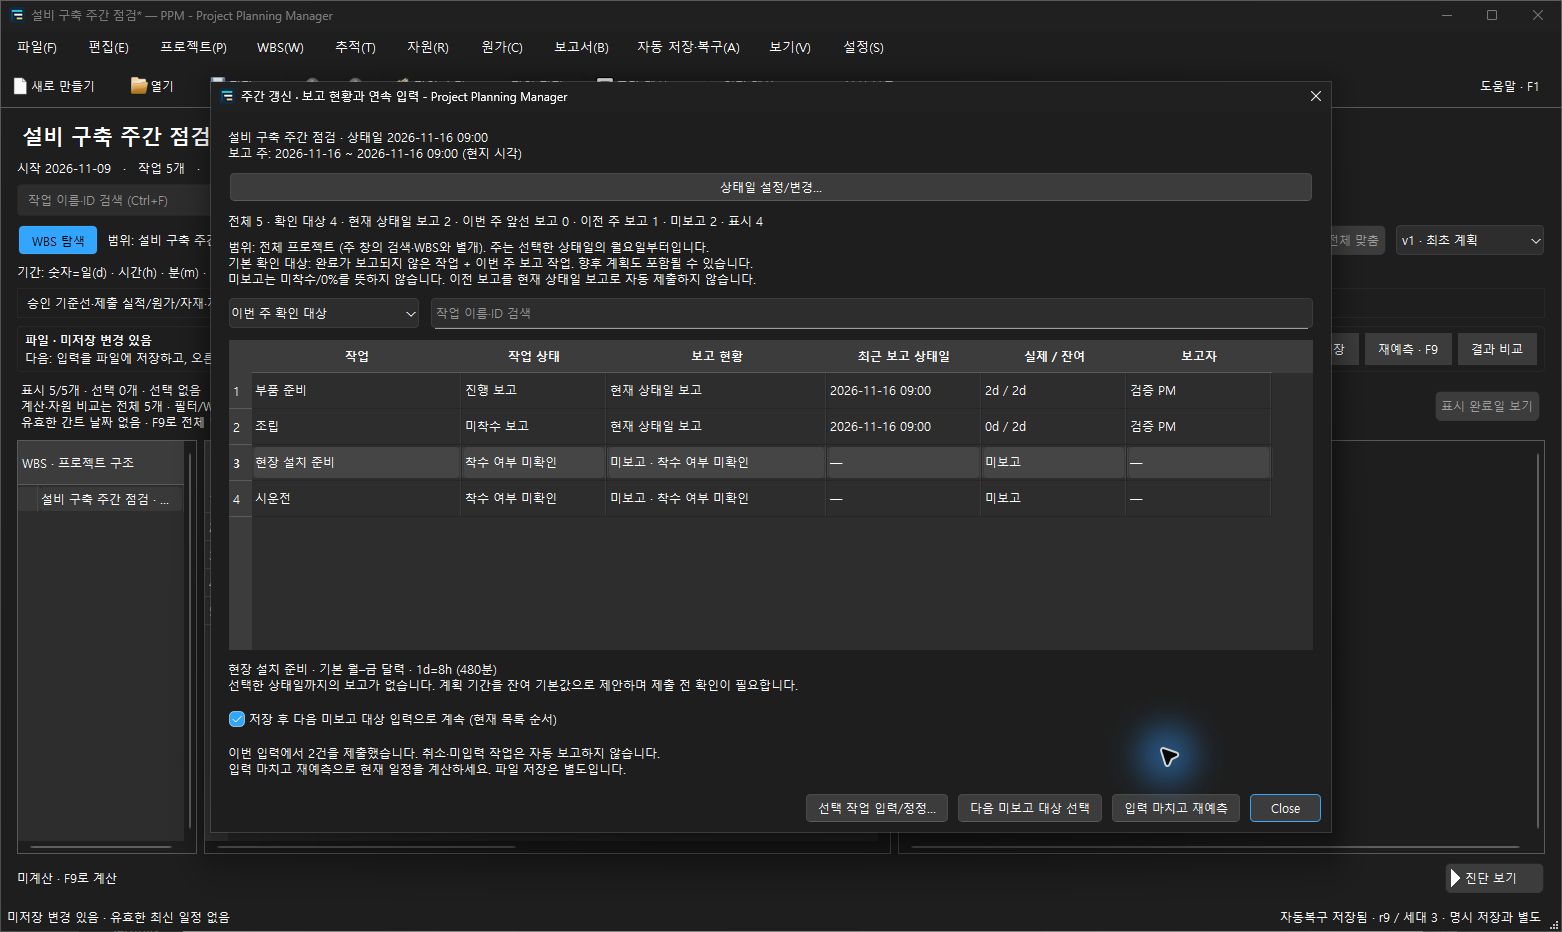 설비 구축 주간 점검* — PPM - Project Planning Manager
파일(F) 편집(E) 프로젝트(P) WBS(W) 추적(T) 자원(R) 원가(C) 보고서(B) 자동 저장·복구(A) 보기(V) 설정(S)
새로 만들기 열기 도움말 · F1
설비 구축 주간 점검
시작 2026-11-09 · 작업 5개 ·
작업 이름·ID 검색 (Ctrl+F)
WBS 탐색 범위: 설비 구축 주간
전체 맞춤 v1 · 최초 계획
기간: 숫자=일(d) · 시간(h) · 분(m) ·
승인 기준선·제출 실적/원가/자재·
파일 · 미저장 변경 있음
다음: 입력을 파일에 저장하고, 오른
장 재예측 · F9 결과 비교
표시 5/5개 · 선택 0개 · 선택 없음
계산·자원 비교는 전체 5개 · 필터/W
유효한 간트 날짜 없음 · F9로 전체
표시 완료일 보기
WBS · 프로젝트 구조
설비 구축 주간 점검 · ...
주간 갱신 · 보고 현황과 연속 입력 - Project Planning Manager
설비 구축 주간 점검 · 상태일 2026-11-16 09:00
보고 주: 2026-11-16 ~ 2026-11-16 09:00 (현지 시각)
상태일 설정/변경...
전체 5 · 확인 대상 4 · 현재 상태일 보고 2 · 이번 주 앞선 보고 0 · 이전 주 보고 1 · 미보고 2 · 표시 4
범위: 전체 프로젝트 (주 창의 검색·WBS와 별개). 주는 선택한 상태일의 월요일부터입니다.
기본 확인 대상: 완료가 보고되지 않은 작업 + 이번 주 보고 작업. 향후 계획도 포함될 수 있습니다.
미보고는 미착수/0%를 뜻하지 않습니다. 이전 보고를 현재 상태일 보고로 자동 제출하지 않습니다.
이번 주 확인 대상 작업 이름·ID 검색
작업 작업 상태 보고 현황 최근 보고 상태일 실제 / 잔여 보고자
1 부품 준비 진행 보고 현재 상태일 보고 2026-11-16 09:00 2d / 2d 검증 PM
2 조립 미착수 보고 현재 상태일 보고 2026-11-16 09:00 0d / 2d 검증 PM
3 현장 설치 준비 착수 여부 미확인 미보고 · 착수 여부 미확인 — 미보고 —
4 시운전 착수 여부 미확인 미보고 · 착수 여부 미확인 — 미보고 —
현장 설치 준비 · 기본 월–금 달력 · 1d=8h (480분)
선택한 상태일까지의 보고가 없습니다. 계획 기간을 잔여 기본값으로 제안하며 제출 전 확인이 필요합니다.
저장 후 다음 미보고 대상 입력으로 계속 (현재 목록 순서)
이번 입력에서 2건을 제출했습니다. 취소·미입력 작업은 자동 보고하지 않습니다.
입력 마치고 재예측으로 현재 일정을 계산하세요. 파일 저장은 별도입니다.
선택 작업 입력/정정... 다음 미보고 대상 선택 입력 마치고 재예측 Close
미계산 · F9로 계산
진단 보기
미저장 변경 있음 · 유효한 최신 일정 없음
자동복구 저장됨 · r9 / 세대 3 · 명시 저장과 별도